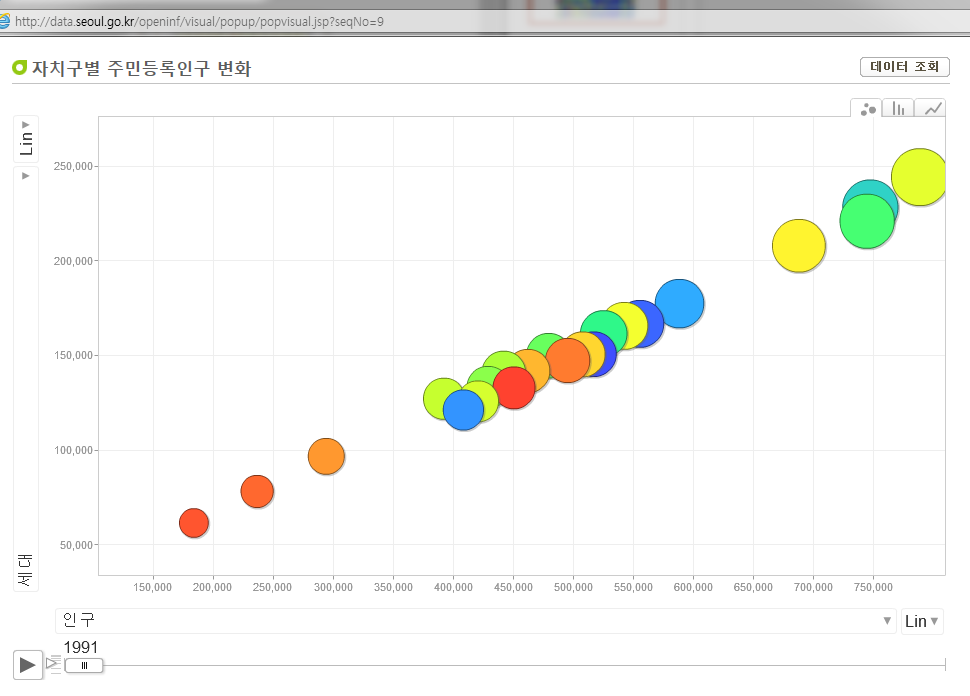 http://data.seoul.go.kr/openinf/visual/popup/popvisual.jsp?seqNo=9
자치구별 주민등록인구 변화
데이터 조회
Lin
250,000
200,000
150,000
100,000
50,000
세대
150,000 200,000 250,000 300,000 350,000 400,000 450,000 500,000 550,000 600,000 650,000 700,000 750,000
인구
Lin
1991